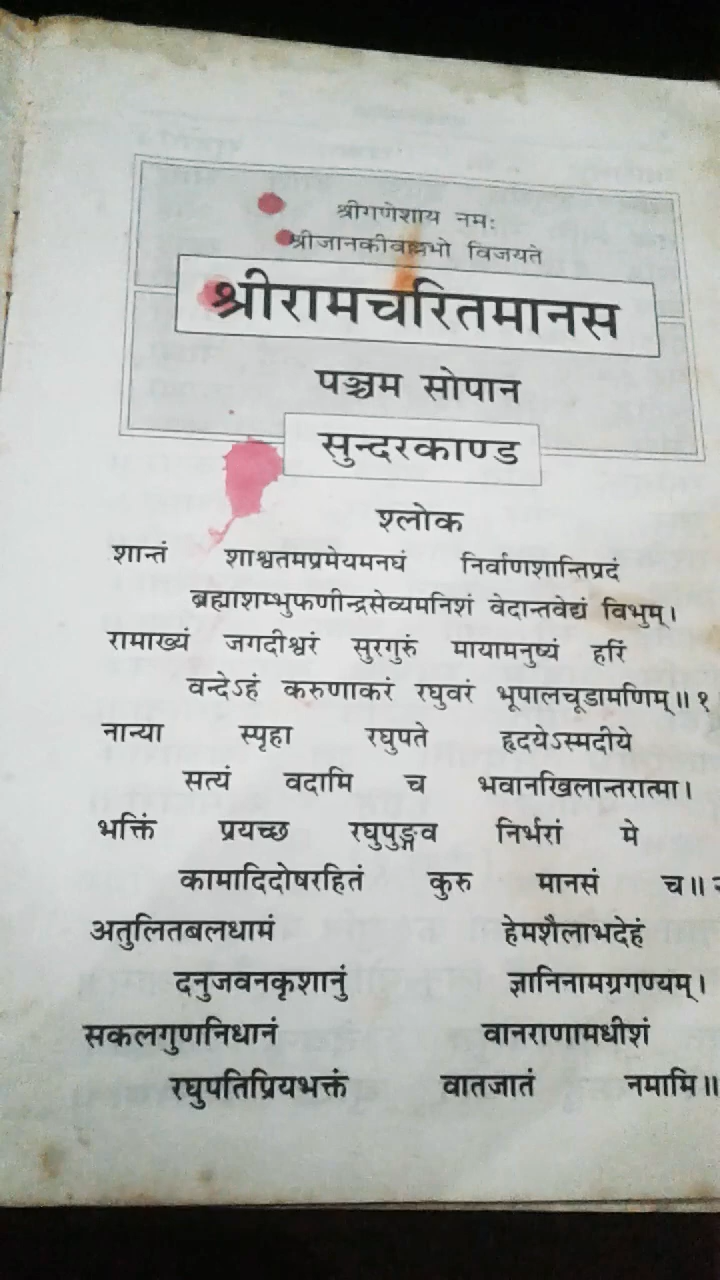 श्रीगणेशाय नमः
श्रीजानकीवल्लभो विजयते
श्रीरामचरितमानस
पञ्चम सोपान
सुन्दरकाण्ड
श्लोक
शान्तं शाश्वतमप्रमेयमनघं निर्वाणशान्तिप्रदं
ब्रह्माशम्भुफणीन्द्रसेव्यमनिशं वेदान्तवेद्यं विभुम्।
रामाख्यं जगदीश्वरं सुरगुरुं मायामनुष्यं हरिं
वन्देऽहं करुणाकरं रघुवरं भूपालचूडामणिम्॥ १
नान्या स्पृहा रघुपते हृदयेऽस्मदीये
सत्यं वदामि च भवानखिलान्तरात्मा।
भक्तिं प्रयच्छ रघुपुङ्गव निर्भरां मे
कामादिदोषरहितं कुरु मानसं च॥
अतुलितबलधामं हेमशैलाभदेहं
दनुजवनकृशानुं ज्ञानिनामग्रगण्यम्।
सकलगुणनिधानं वानराणामधीशं
रघुपतिप्रियभक्तं वातजातं नमामि॥